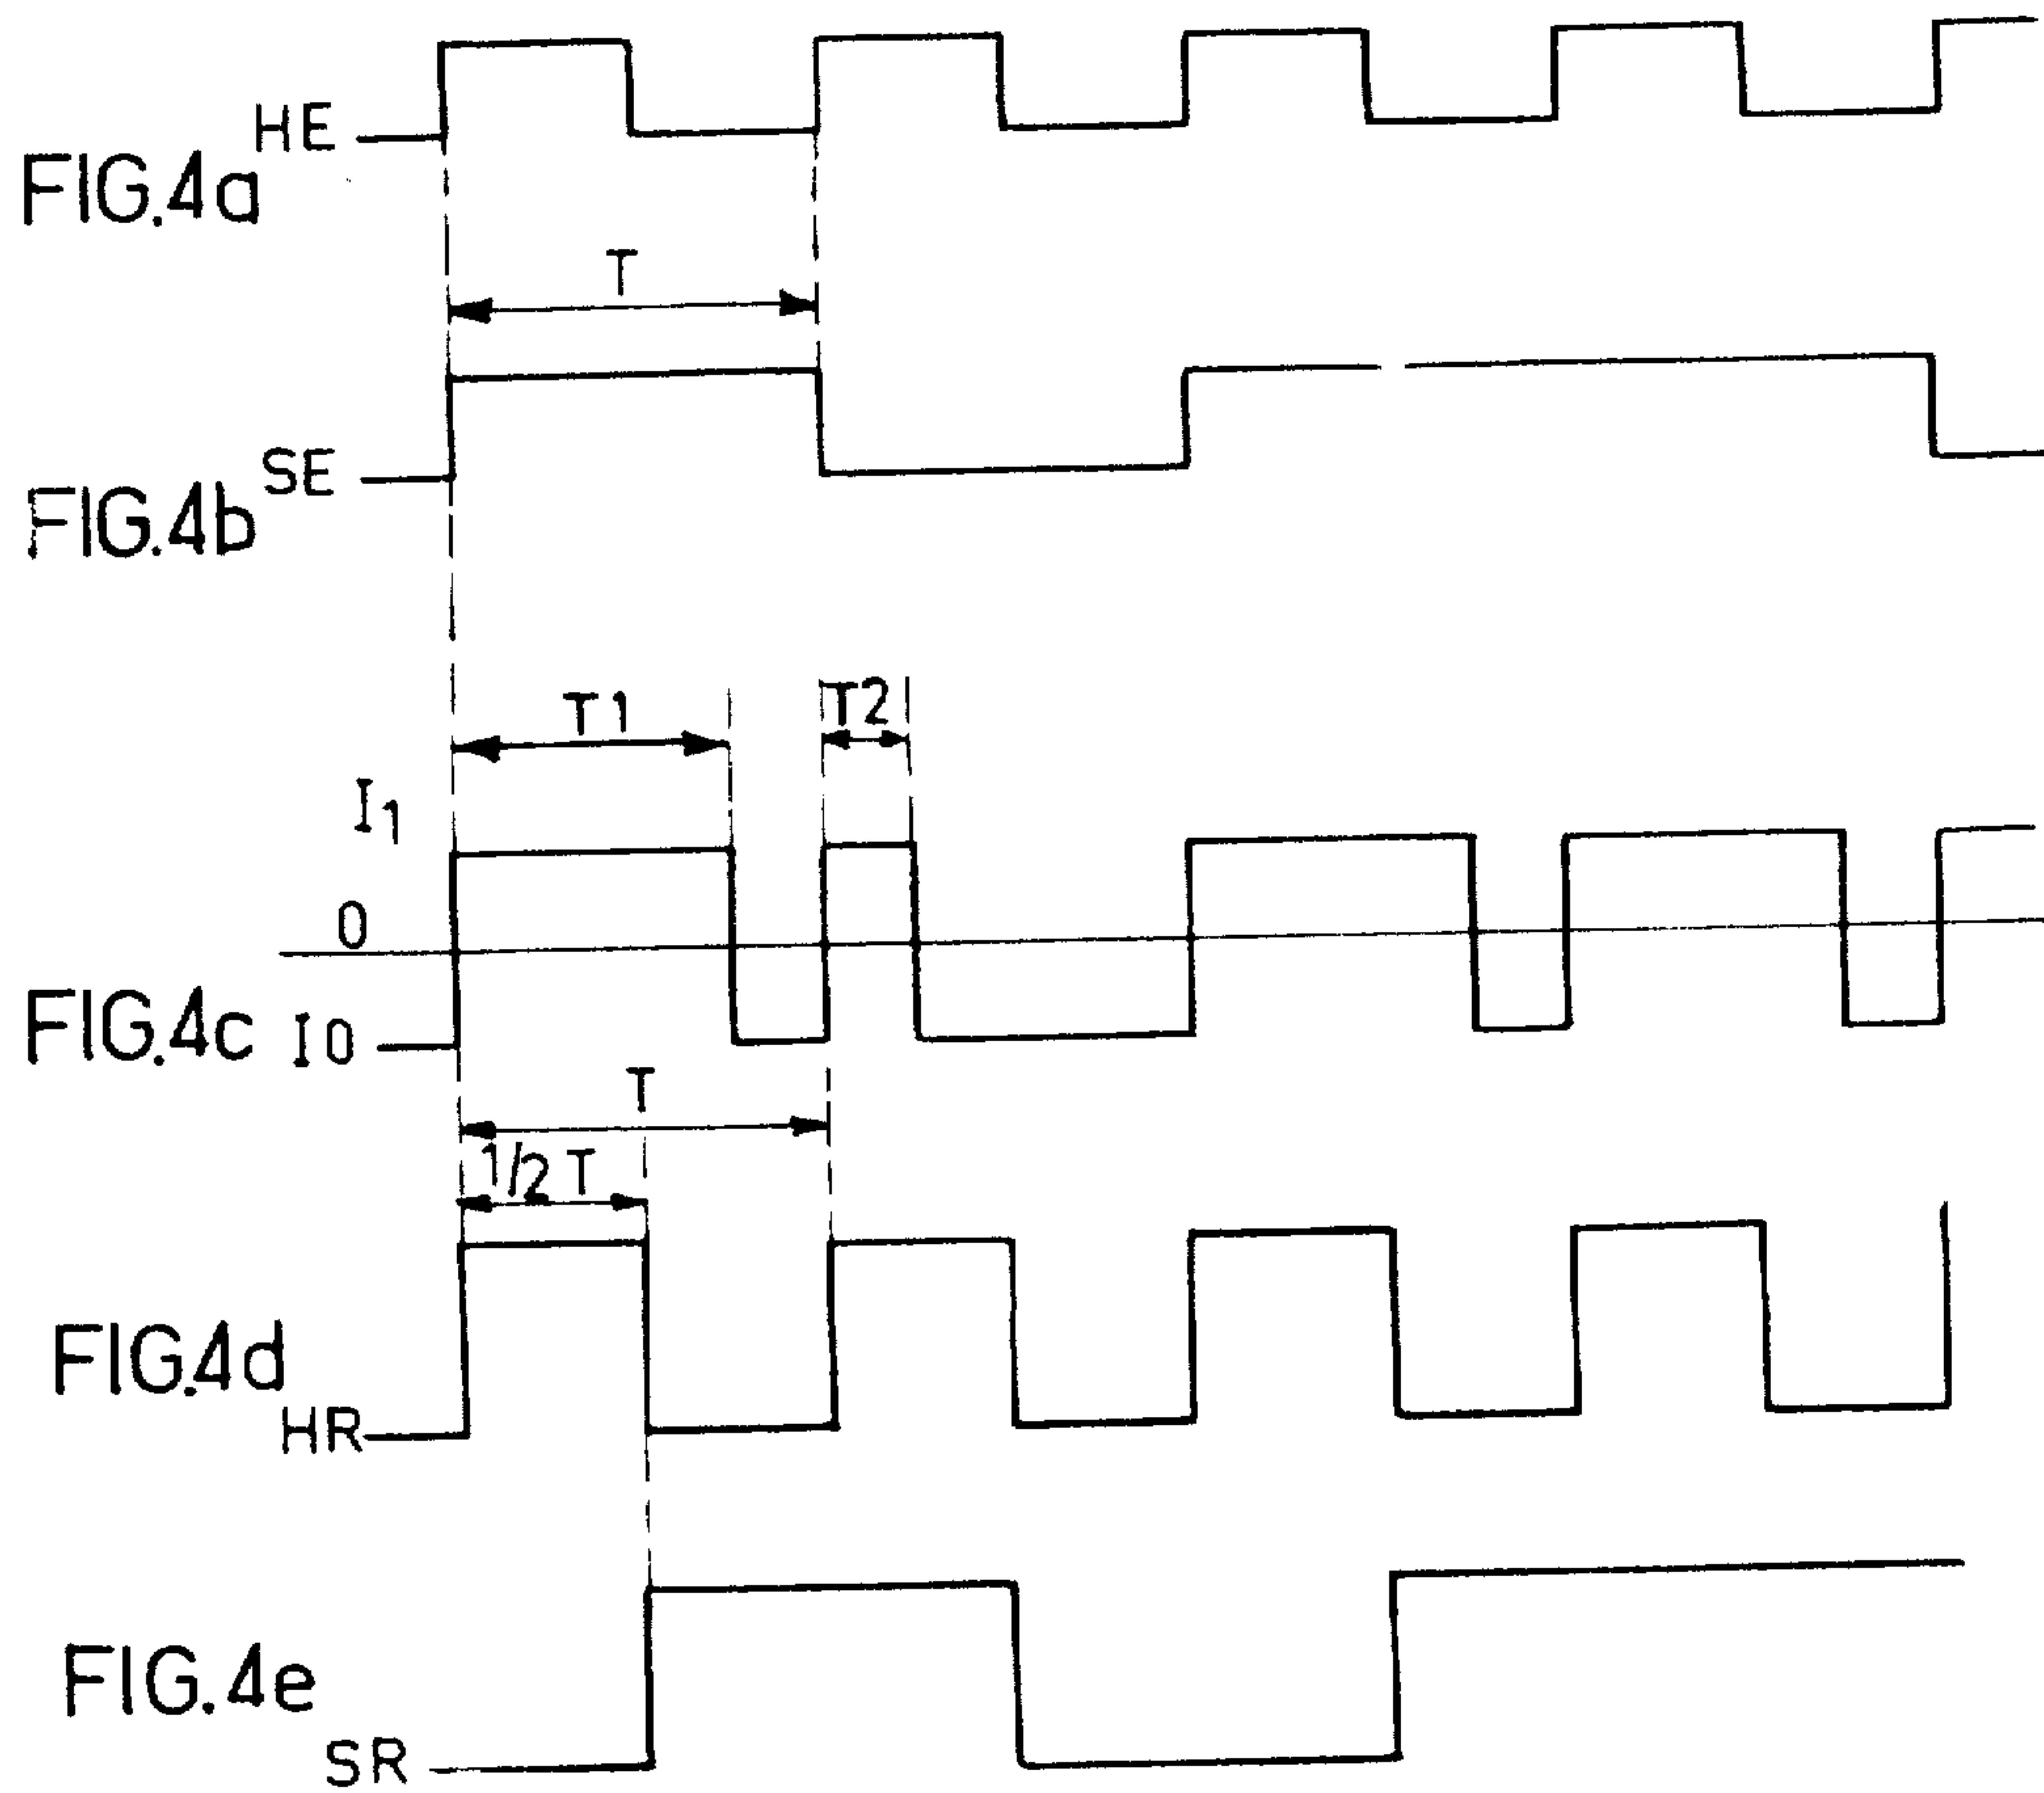 HE
FIG.4a
T
SE
FIG.4b
T1
T2
I1
0
FIG.4c
I0
T
1/2 T
FIG.4d
HR
FIG.4e
SR